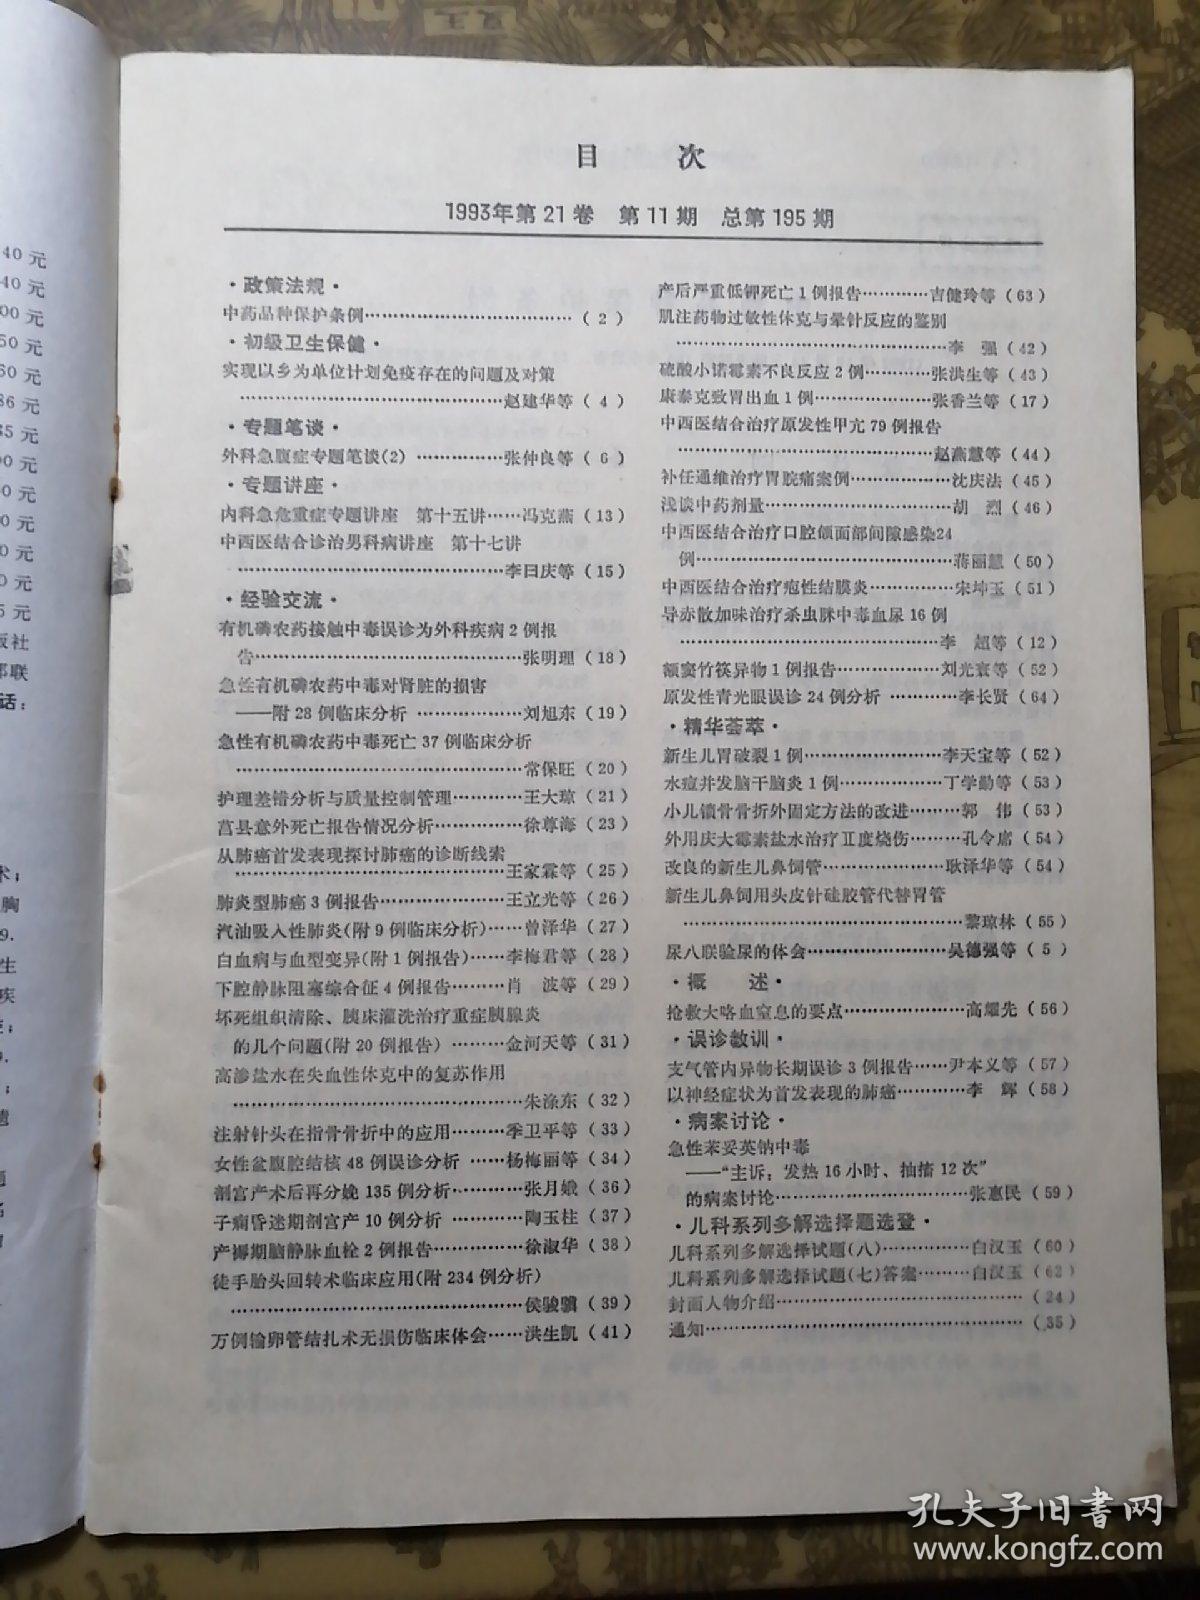 目 次
1993年第21卷 第11期 总第195期
·政策法规·
中药品种保护条例……………………………( 2 )
·初级卫生保健·
实现以乡为单位计划免疫存在的问题及对策
……………………………赵建华等( 4 )
·专题笔谈·
外科急腹症专题笔谈(2) ……………张仲良等( 6 )
·专题讲座·
内科急危重症专题讲座 第十五讲……冯克燕(13)
中西医结合诊治男科病讲座 第十七讲
……………………………李曰庆等(15)
·经验交流·
有机磷农药接触中毒误诊为外科疾病2例报
告……………………………张明理(18)
急性有机磷农药中毒对肾脏的损害
——附28例临床分析 ………………刘旭东(19)
急性有机磷农药中毒死亡37例临床分析
……………………………常保旺(20)
护理差错分析与质量控制管理…………王大琼(21)
莒县意外死亡报告情况分析……………徐尊海(23)
从肺癌首发表现探讨肺癌的诊断线索
……………………………王家霖等(25)
肺炎型肺癌3例报告…………………王立光等(26)
汽油吸入性肺炎(附9例临床分析)……曾泽华(27)
白血病与血型变异(附1例报告)……李梅君等(28)
下腔静脉阻塞综合征4例报告………肖 波等(29)
坏死组织清除、胰床灌洗治疗重症胰腺炎
的几个问题(附20例报告) ………金河天等(31)
高渗盐水在失血性休克中的复苏作用
……………………………朱涤东(32)
注射针头在指骨骨折中的应用………季卫平等(33)
女性盆腹腔结核48例误诊分析 ……杨梅丽等(34)
剖宫产术后再分娩135例分析…………张月娥(36)
子痫昏迷期剖宫产10例分析 …………陶玉柱(37)
产褥期脑静脉血栓2例报告……………徐淑华(38)
徒手胎头回转术临床应用(附234例分析)
……………………………侯骏骥(39)
万例输卵管结扎术无损伤临床体会……洪生凯(41)
产后严重低钾死亡1例报告…………吉健玲等(63)
肌注药物过敏性休克与晕针反应的鉴别
……………………………李 强(42)
硫酸小诺霉素不良反应2例…………张洪生等(43)
康泰克致胃出血1例…………………张香兰等(17)
中西医结合治疗原发性甲亢79例报告
……………………………赵燕慧等(44)
补任通维治疗胃脘痛案例………………沈庆法(45)
浅谈中药剂量……………………………胡 烈(46)
中西医结合治疗口腔颌面部间隙感染24
例……………………………蒋丽慧(50)
中西医结合治疗疱性结膜炎……………宋坤玉(51)
导赤散加味治疗杀虫脒中毒血尿16例
……………………………李 超等(12)
额窦竹筷异物1例报告………………刘光寰等(52)
原发性青光眼误诊24例分析 …………李长贤(64)
·精华荟萃·
新生儿胃破裂1例……………………李天宝等(52)
水痘并发脑干脑炎1例………………丁学勤等(53)
小儿锁骨骨折外固定方法的改进………郭 伟(53)
外用庆大霉素盐水治疗Ⅱ度烧伤………孔令席(54)
改良的新生儿鼻饲管…………………耿泽华等(54)
新生儿鼻饲用头皮针硅胶管代替胃管
……………………………黎琼林(55)
尿八联验尿的体会……………………吴德强等( 5 )
·概 述·
抢救大咯血窒息的要点…………………高耀先(56)
·误诊教训·
支气管内异物长期误诊3例报告……尹本义等(57)
以神经症状为首发表现的肺癌…………李 辉(58)
·病案讨论·
急性苯妥英钠中毒
——“主诉：发热16小时、抽搐12次”
的病案讨论……………………………张惠民(59)
·儿科系列多解选择题选登·
儿科系列多解选择试题(八)……………白汉玉(60)
儿科系列多解选择试题(七)答案………白汉玉(62)
封面人物介绍……………………………(24)
通知……………………………(35)
40元
40元
00元
50元
60元
86元
35元
00元
0元
0元
0元
0元
5元
版社
部联
话：
术；
胸
9.
生
疾
孔夫子旧書网
www.kongfz.com